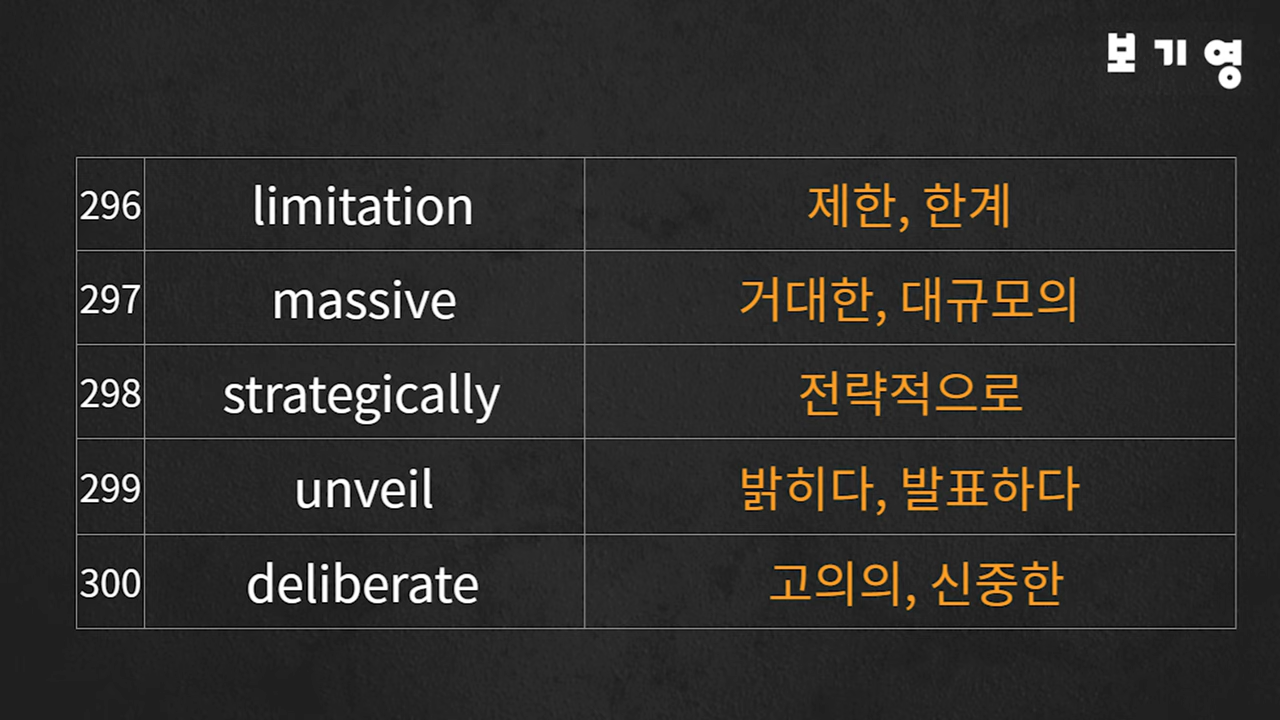 보기영
296 limitation 제한, 한계
297 massive 거대한, 대규모의
298 strategically 전략적으로
299 unveil 밝히다, 발표하다
300 deliberate 고의의, 신중한